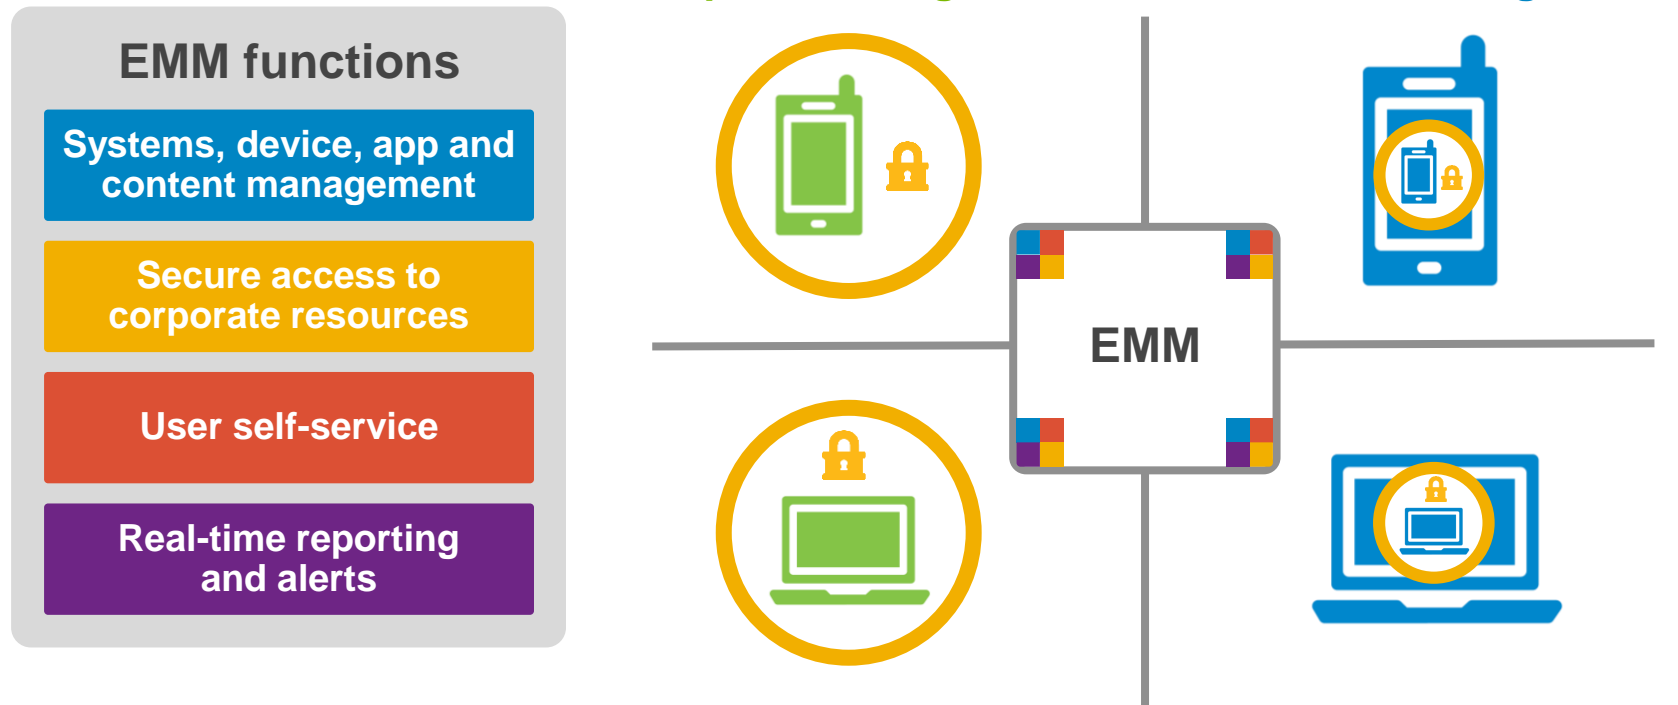 EMM functions
Systems, device, app and
content management
Secure access to
corporate resources
User self-service
Real-time reporting
and alerts
EMM